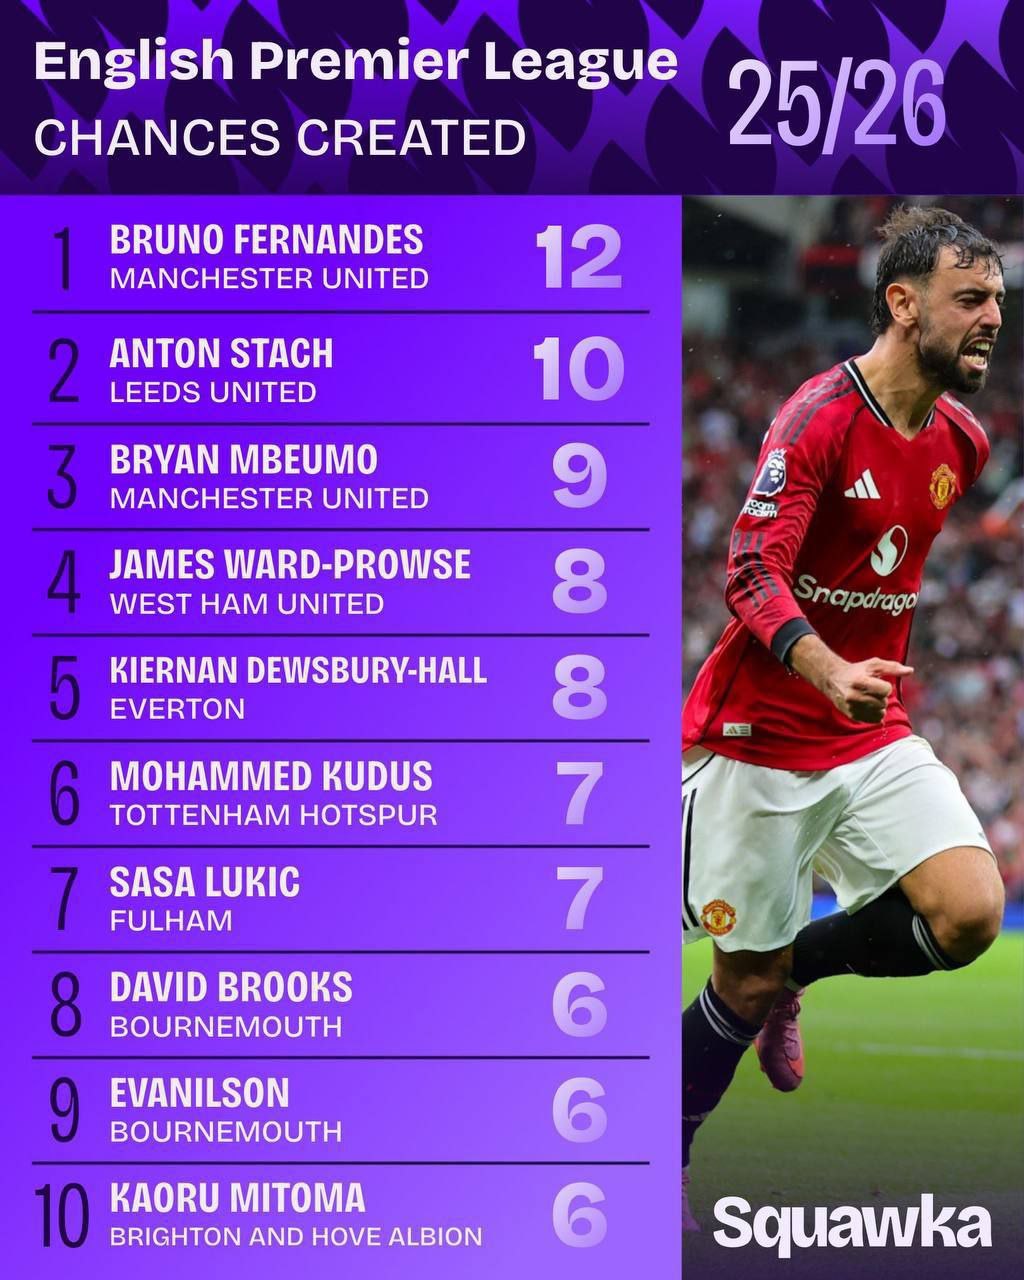 English Premier League
CHANCES CREATED
25/26
1
BRUNO FERNANDES
MANCHESTER UNITED
12
2
ANTON STACH
LEEDS UNITED
10
3
BRYAN MBEUMO
MANCHESTER UNITED
9
4
JAMES WARD-PROWSE
WEST HAM UNITED
8
5
KIERNAN DEWSBURY-HALL
EVERTON
8
6
MOHAMMED KUDUS
TOTTENHAM HOTSPUR
7
7
SASA LUKIC
FULHAM
7
8
DAVID BROOKS
BOURNEMOUTH
6
9
EVANILSON
BOURNEMOUTH
6
10
KAORU MITOMA
BRIGHTON AND HOVE ALBION
6
Snapdrago
Squawka